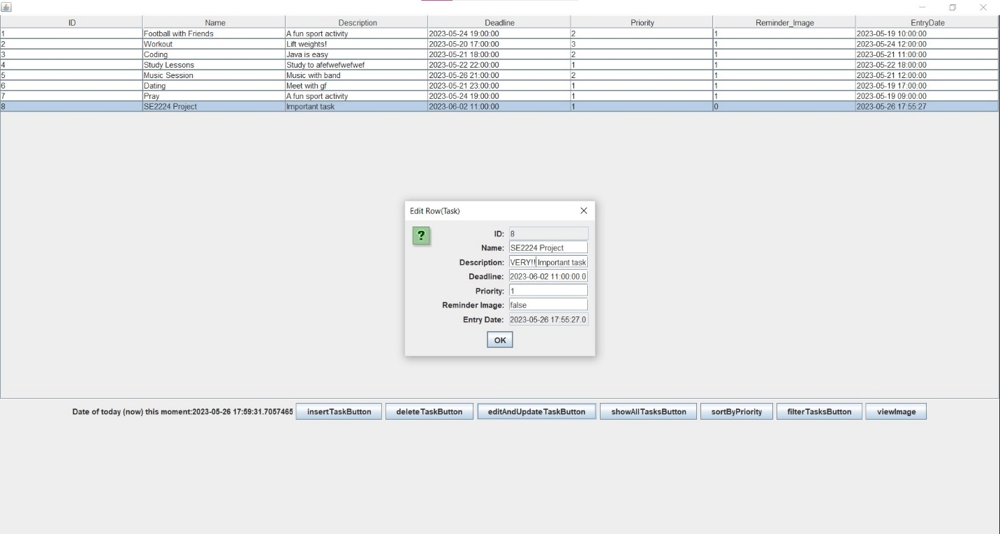 ID Name Description Deadline Priority Reminder_Image EntryDate
1 Football with Friends A fun sport activity 2023-05-24 19:00:00 2 1 2023-05-19 10:00:00
2 Workout Lift weights! 2023-05-20 17:00:00 3 1 2023-05-24 12:00:00
3 Coding Java is easy 2023-05-21 18:00:00 2 1 2023-05-21 11:00:00
4 Study Lessons Study to afefwefwefwef 2023-05-22 22:00:00 1 1 2023-05-22 18:00:00
5 Music Session Music with band 2023-05-26 21:00:00 2 1 2023-05-21 12:00:00
6 Dating Meet with gf 2023-05-21 23:00:00 1 1 2023-05-19 17:00:00
7 Pray A fun sport activity 2023-05-24 19:00:00 1 1 2023-05-19 09:00:00
8 SE2224 Project Important task 2023-06-02 11:00:00 1 0 2023-05-26 17:55:27
Edit Row(Task)
?
ID: 8
Name: SE2224 Project
Description: VERY!! Important task
Deadline: 2023-06-02 11:00:00.0
Priority: 1
Reminder Image: false
Entry Date: 2023-05-26 17:55:27.0
OK
Date of today (now) this moment:2023-05-26 17:59:31.7057465 insertTaskButton deleteTaskButton editAndUpdateTaskButton showAllTasksButton sortByPriority filterTasksButton viewImage